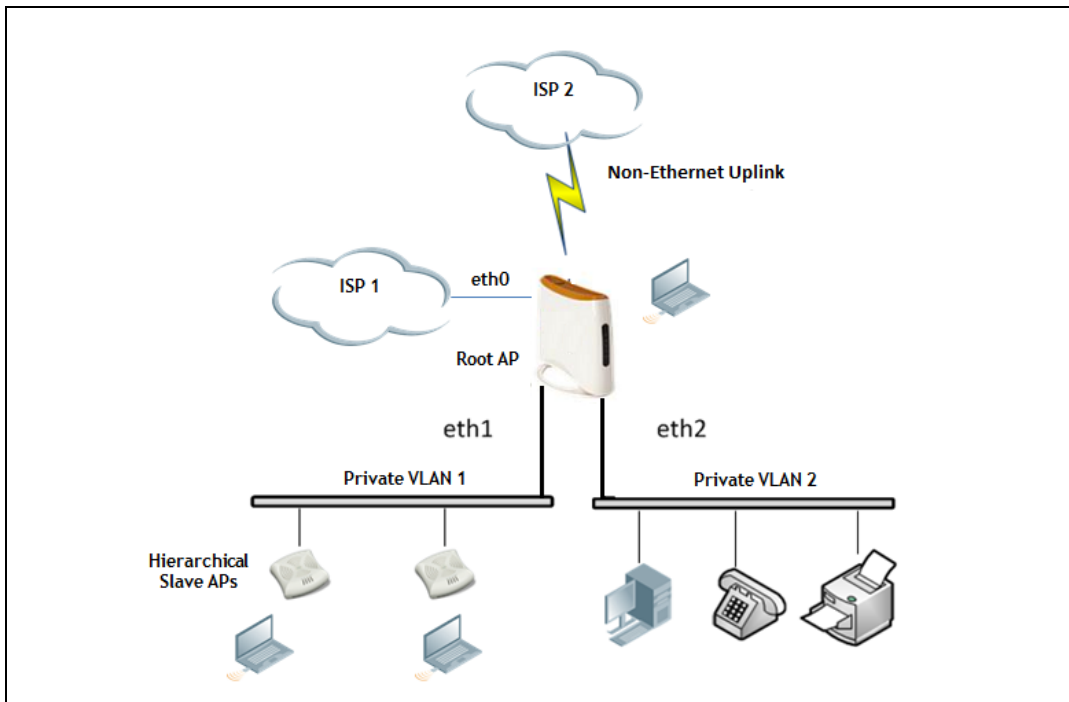 ISP 2
Non-Ethernet Uplink
ISP 1
eth0
Root AP
eth1
eth2
Private VLAN 1
Private VLAN 2
Hierarchical
Slave APs